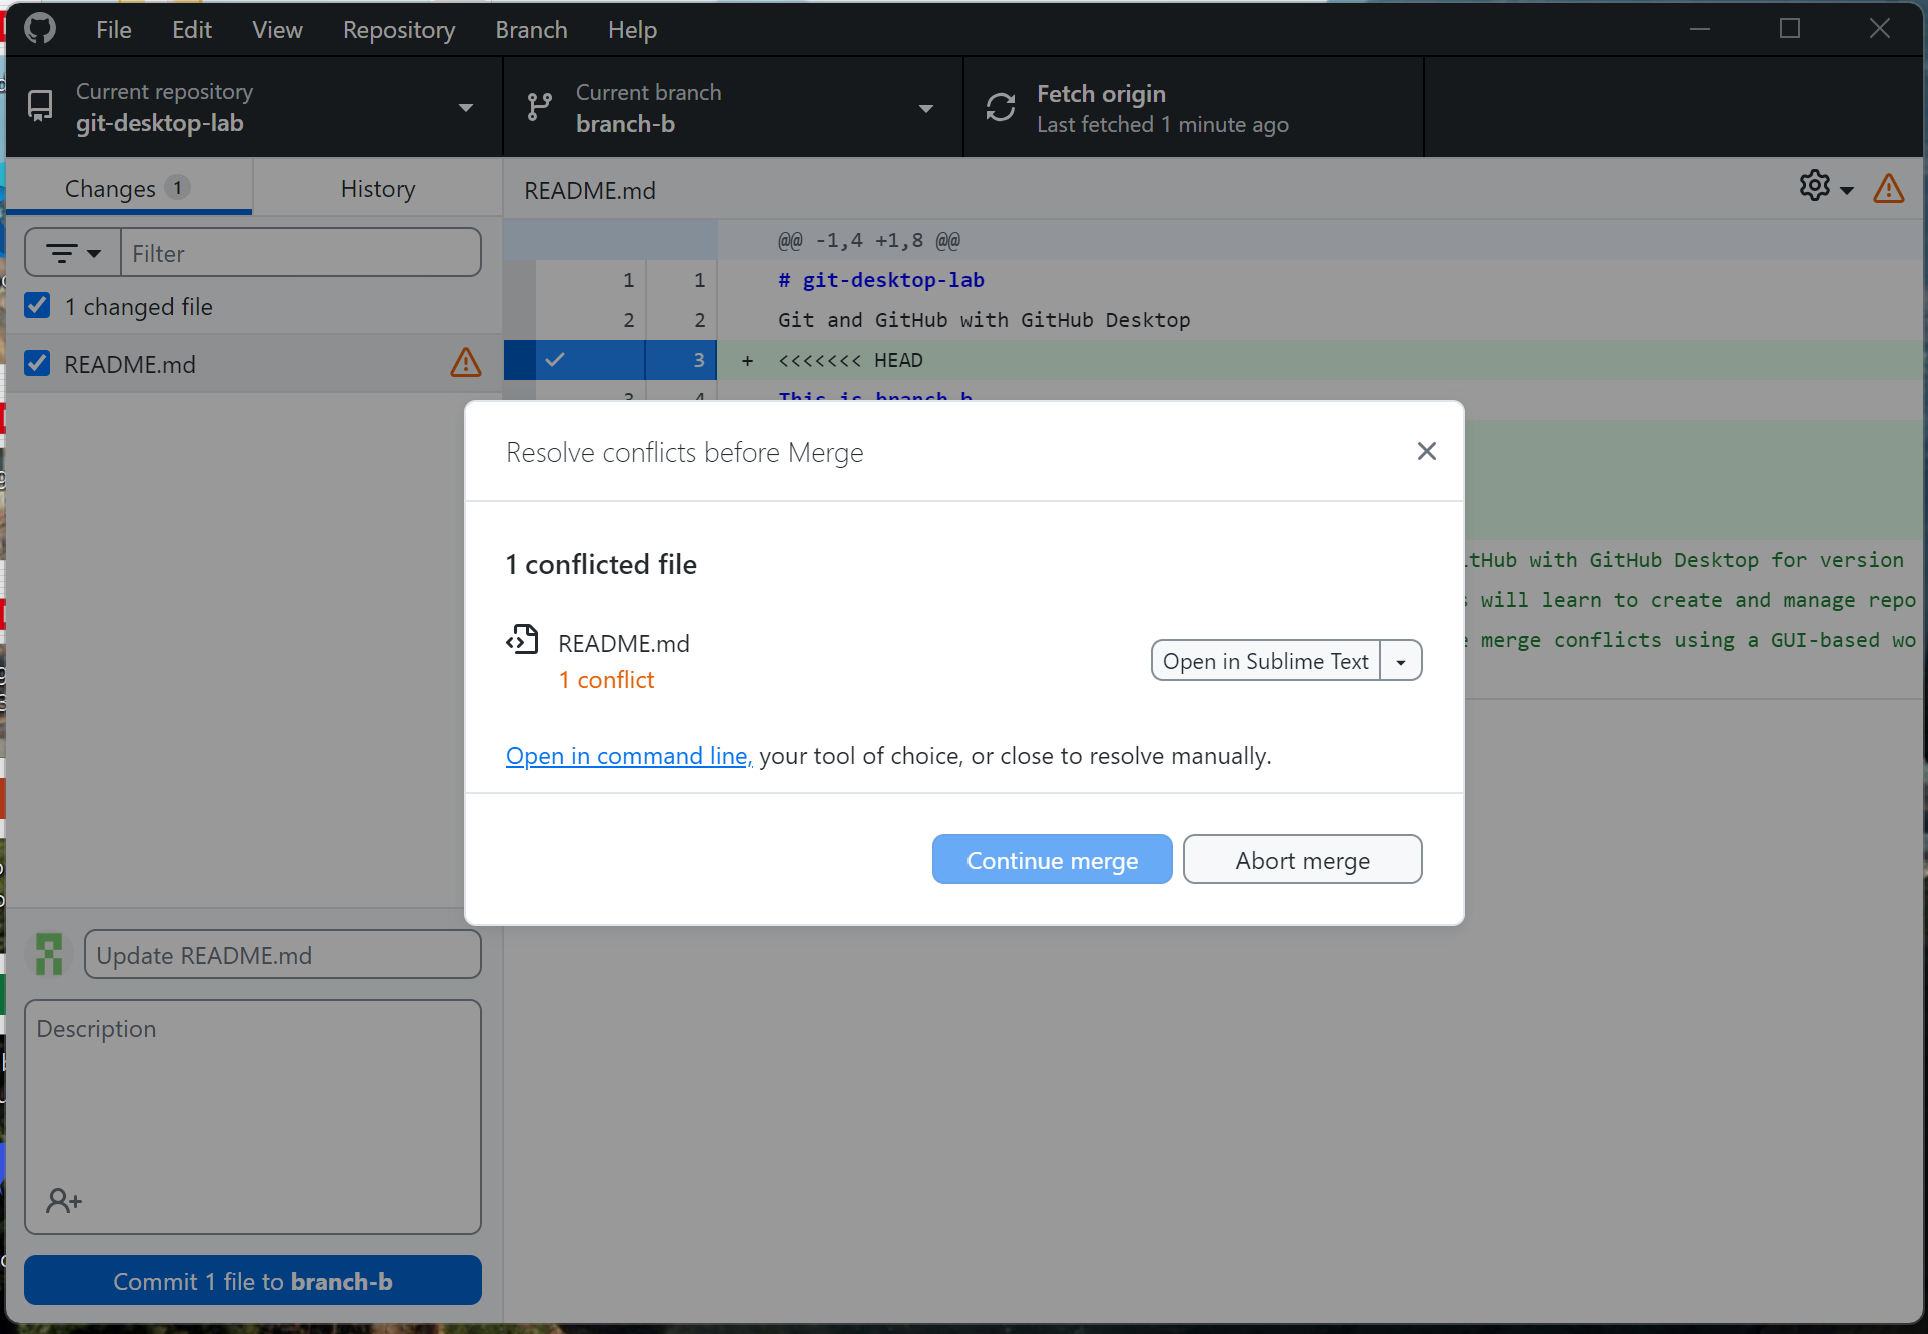 File Edit View Repository Branch Help
Current repository
git-desktop-lab
Current branch
branch-b
Fetch origin
Last fetched 1 minute ago
Changes 1
History
Filter
1 changed file
README.md
README.md
@@ -1,4 +1,8 @@
1 1 # git-desktop-lab
2 2 Git and GitHub with GitHub Desktop
3 + <<<<<<< HEAD
3 4 This is branch-b
tHub with GitHub Desktop for version
will learn to create and manage repo
merge conflicts using a GUI-based wo
Resolve conflicts before Merge
1 conflicted file
README.md
1 conflict
Open in Sublime Text
Open in command line, your tool of choice, or close to resolve manually.
Continue merge
Abort merge
Update README.md
Description
Commit 1 file to branch-b